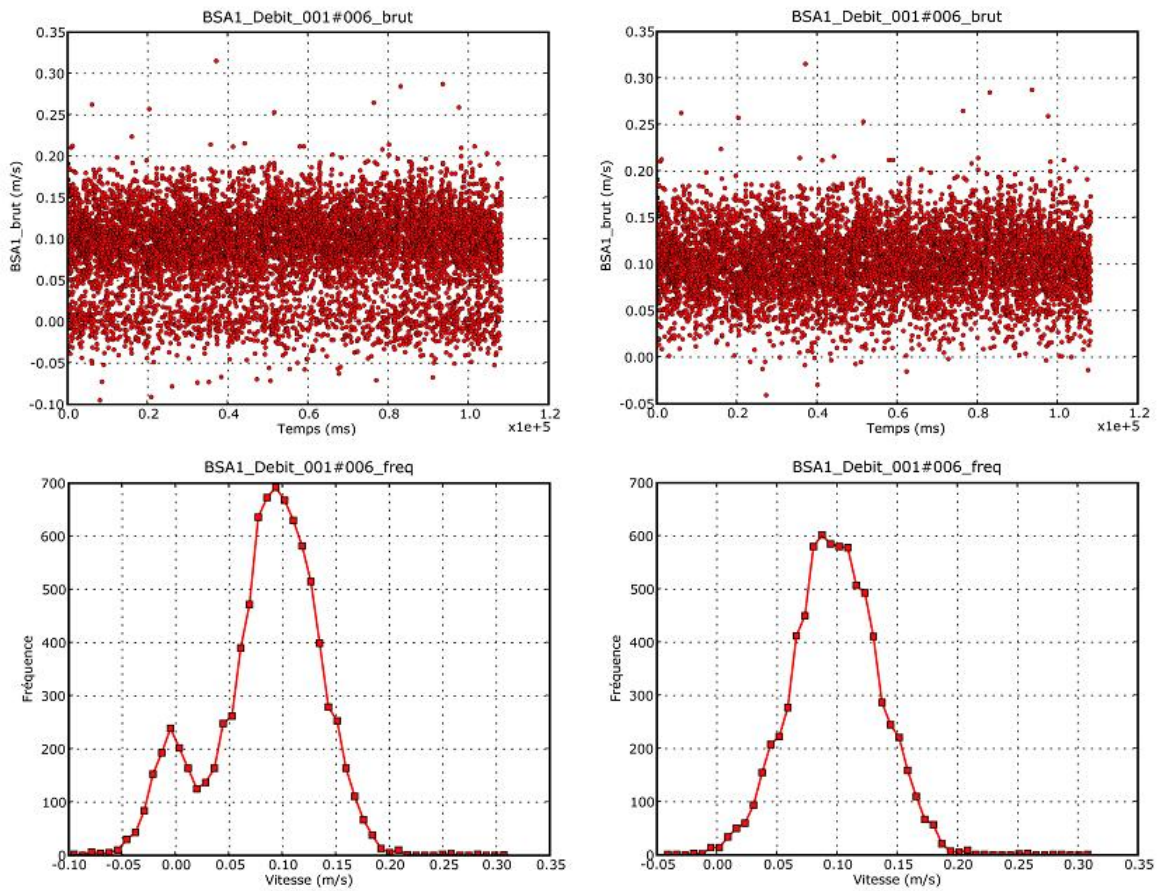 BSA1_Debit_001#006_brut
0.35
0.30
0.25
0.20
0.15
0.10
0.05
0.00
-0.05
-0.10
BSA1_brut (m/s)
0.0 0.2 0.4 0.6 0.8 1.0 1.2
Temps (ms) x1e+5
BSA1_Debit_001#006_brut
0.35
0.30
0.25
0.20
0.15
0.10
0.05
0.00
-0.05
BSA1_brut (m/s)
0.0 0.2 0.4 0.6 0.8 1.0 1.2
Temps (ms) x1e+5
BSA1_Debit_001#006_freq
700
600
500
400
300
200
100
0
Fréquence
-0.10 -0.05 0.00 0.05 0.10 0.15 0.20 0.25 0.30 0.35
Vitesse (m/s)
BSA1_Debit_001#006_freq
700
600
500
400
300
200
100
0
Fréquence
-0.05 0.00 0.05 0.10 0.15 0.20 0.25 0.30 0.35
Vitesse (m/s)